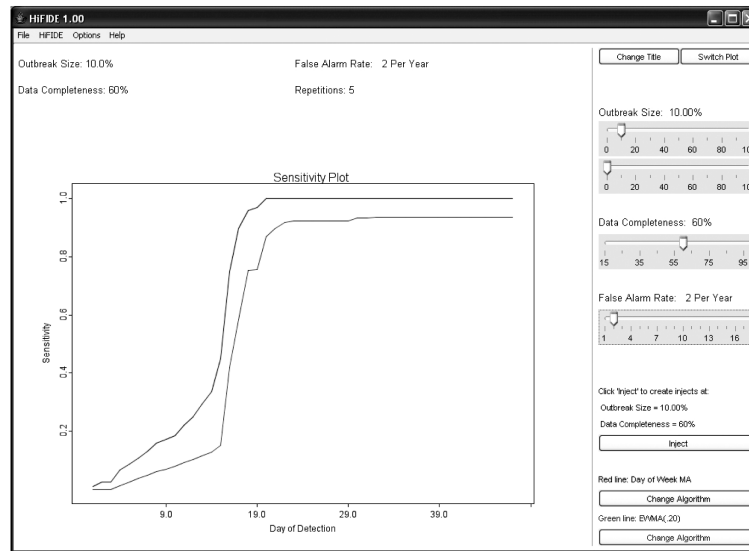 HiFIDE 1.00
File HiFIDE Options Help
Outbreak Size: 10.0% False Alarm Rate: 2 Per Year
Data Completeness: 60% Repetitions: 5
Sensitivity Plot
Sensitivity
1.0
0.8
0.6
0.4
0.2
9.0 19.0 29.0 39.0
Day of Detection
Change Title Switch Plot
Outbreak Size: 10.00%
0 20 40 60 80 10
0 20 40 60 80 10
Data Completeness: 60%
15 35 55 75 95
False Alarm Rate: 2 Per Year
1 4 7 10 13 16
Click 'Inject' to create injects at:
Outbreak Size = 10.00%
Data Completeness = 60%
Inject
Red line: Day of Week MA
Change Algorithm
Green line: EWMA(.20)
Change Algorithm